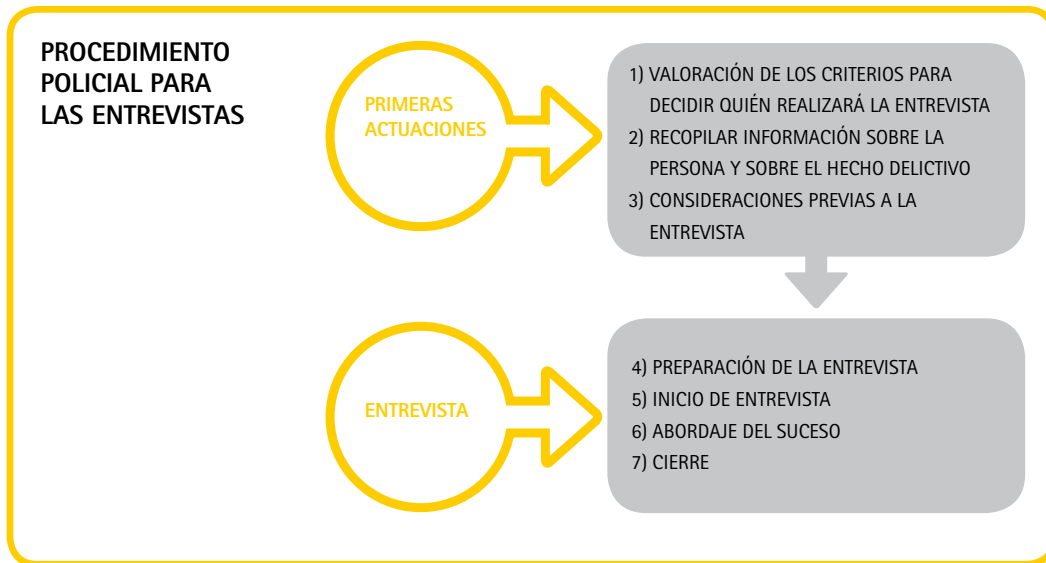 PROCEDIMIENTO
POLICIAL PARA
LAS ENTREVISTAS
PRIMERAS
ACTUACIONES
1) VALORACIÓN DE LOS CRITERIOS PARA
DECIDIR QUIÉN REALIZARÁ LA ENTREVISTA
2) RECOPILAR INFORMACIÓN SOBRE LA
PERSONA Y SOBRE EL HECHO DELICTIVO
3) CONSIDERACIONES PREVIAS A LA
ENTREVISTA
ENTREVISTA
4) PREPARACIÓN DE LA ENTREVISTA
5) INICIO DE ENTREVISTA
6) ABORDAJE DEL SUCESO
7) CIERRE